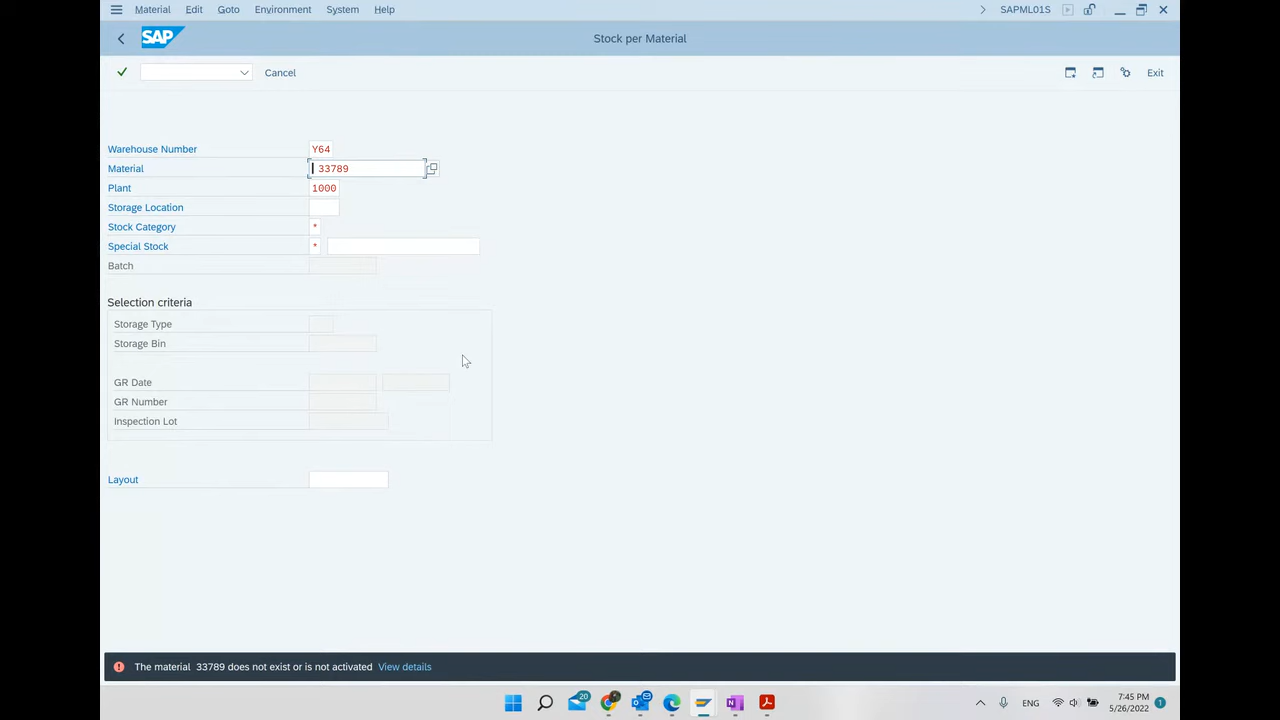 Material Edit Goto Environment System Help SAPML01S
SAP Stock per Material
Cancel Exit
Warehouse Number Y64
Material 33789
Plant 1000
Storage Location
Stock Category *
Special Stock *
Batch
Selection criteria
Storage Type
Storage Bin
GR Date
GR Number
Inspection Lot
Layout
The material 33789 does not exist or is not activated View details
20
ENG 7:45 PM
5/26/2022 1